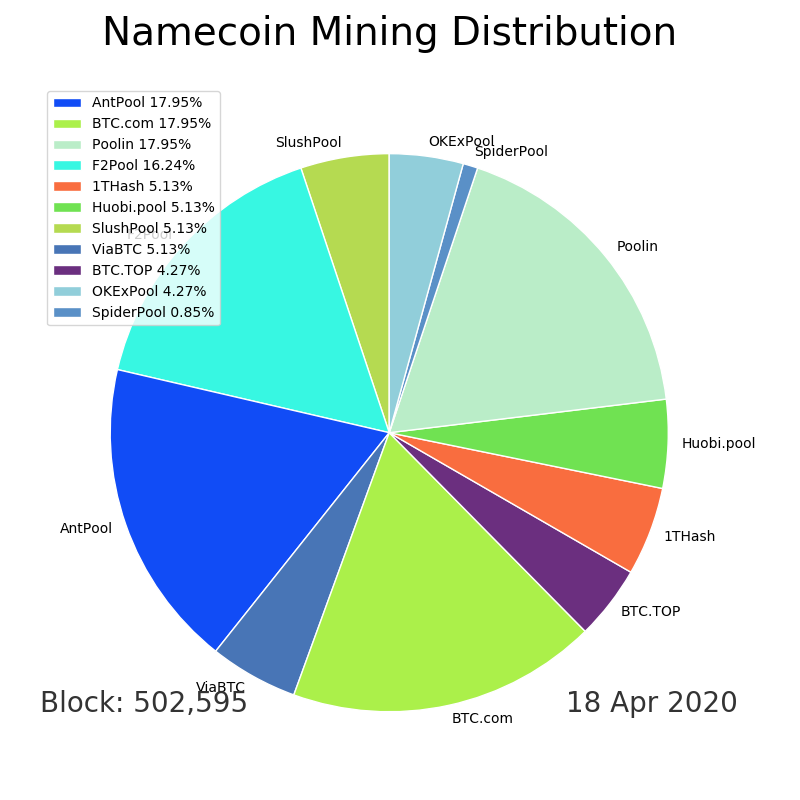 Namecoin Mining Distribution
AntPool 17.95%
BTC.com 17.95%
Poolin 17.95%
F2Pool 16.24%
1THash 5.13%
Huobi.pool 5.13%
SlushPool 5.13%
ViaBTC 5.13%
BTC.TOP 4.27%
OKExPool 4.27%
SpiderPool 0.85%
SlushPool
OKExPool
SpiderPool
F2Pool
Poolin
Huobi.pool
AntPool
1THash
BTC.TOP
ViaBTC
BTC.com
Block: 502,595
18 Apr 2020